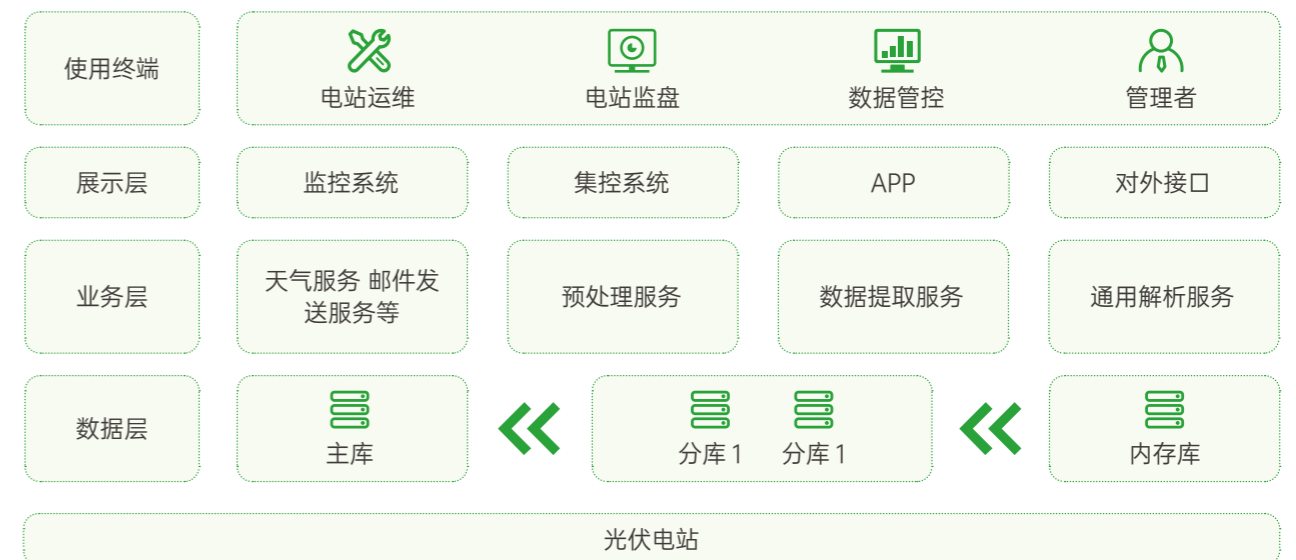 使用终端
电站运维
电站监盘
数据管控
管理者
展示层
监控系统
集控系统
APP
对外接口
业务层
天气服务 邮件发
送服务等
预处理服务
数据提取服务
通用解析服务
数据层
主库
分库1
分库1
内存库
光伏电站